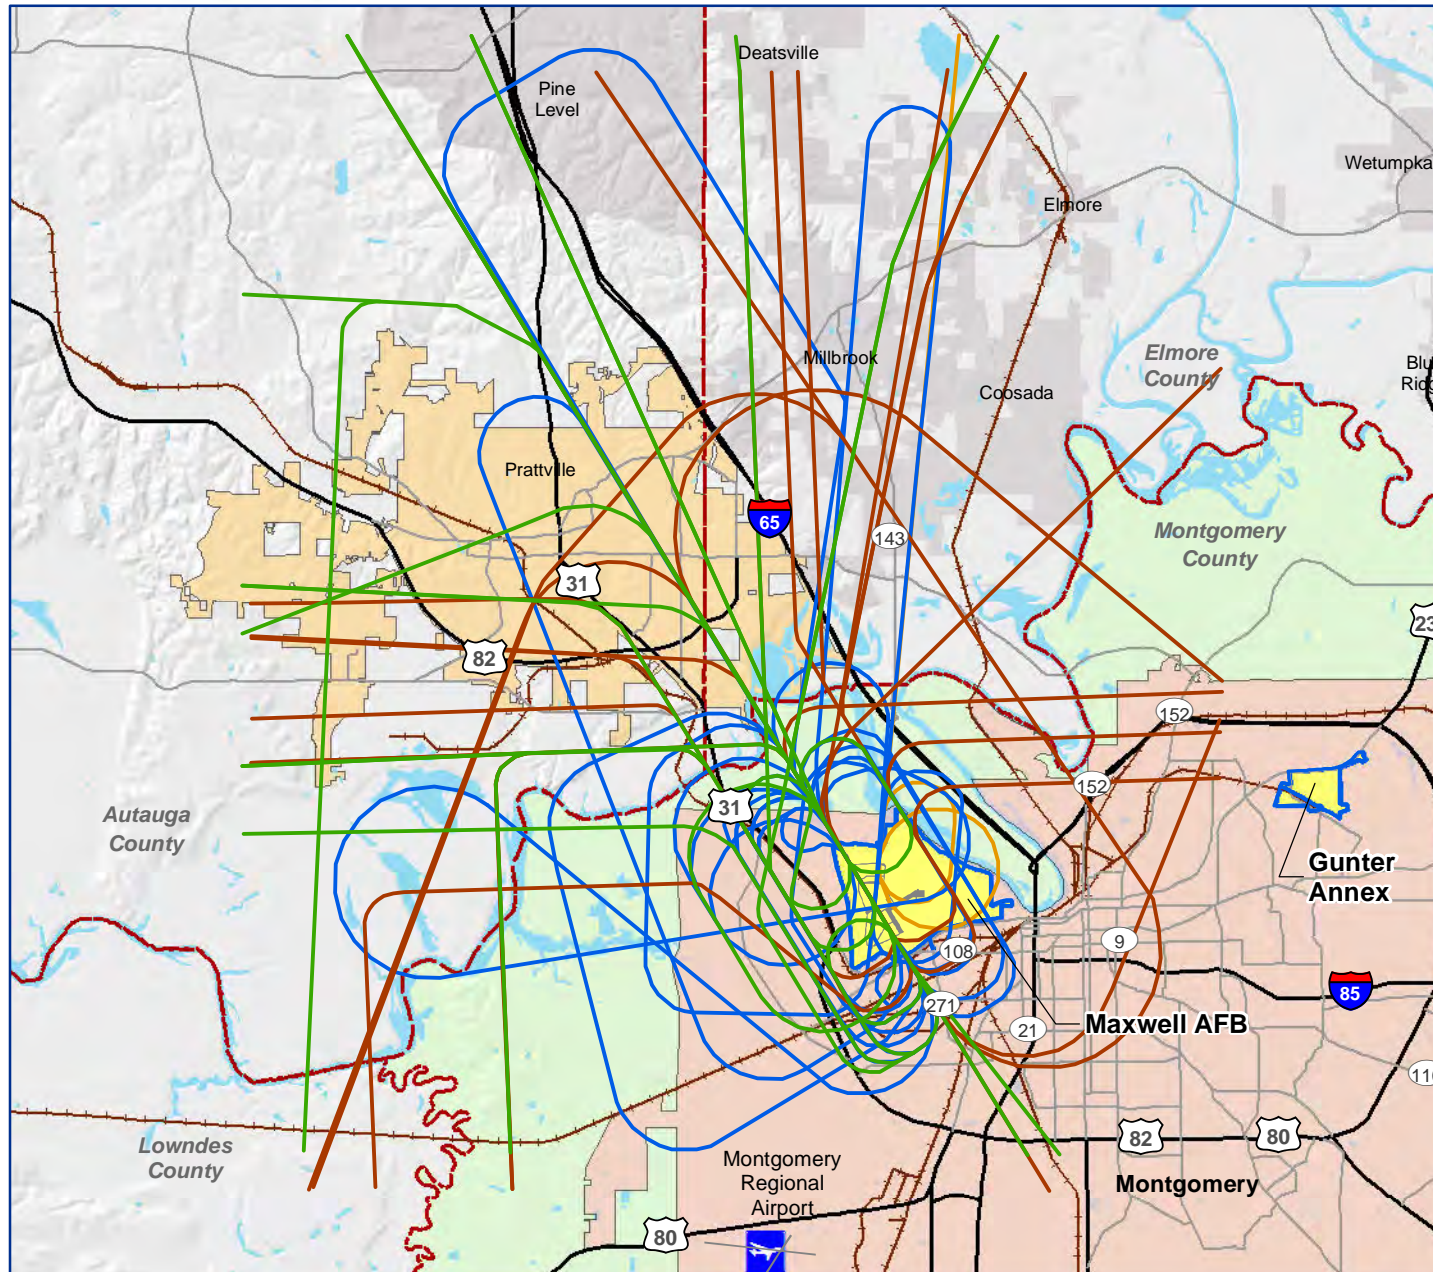 Deatsville
Pine
Level
Wetumpka
Elmore
Millbrook
Elmore
County
Coosada
Prattville
65
143
Montgomery
County
31
82
152
31
152
Autauga
County
Gunter
Annex
9
108
271
85
21
Maxwell AFB
Lowndes
County
82
80
Montgomery
Regional
Airport
Montgomery
80